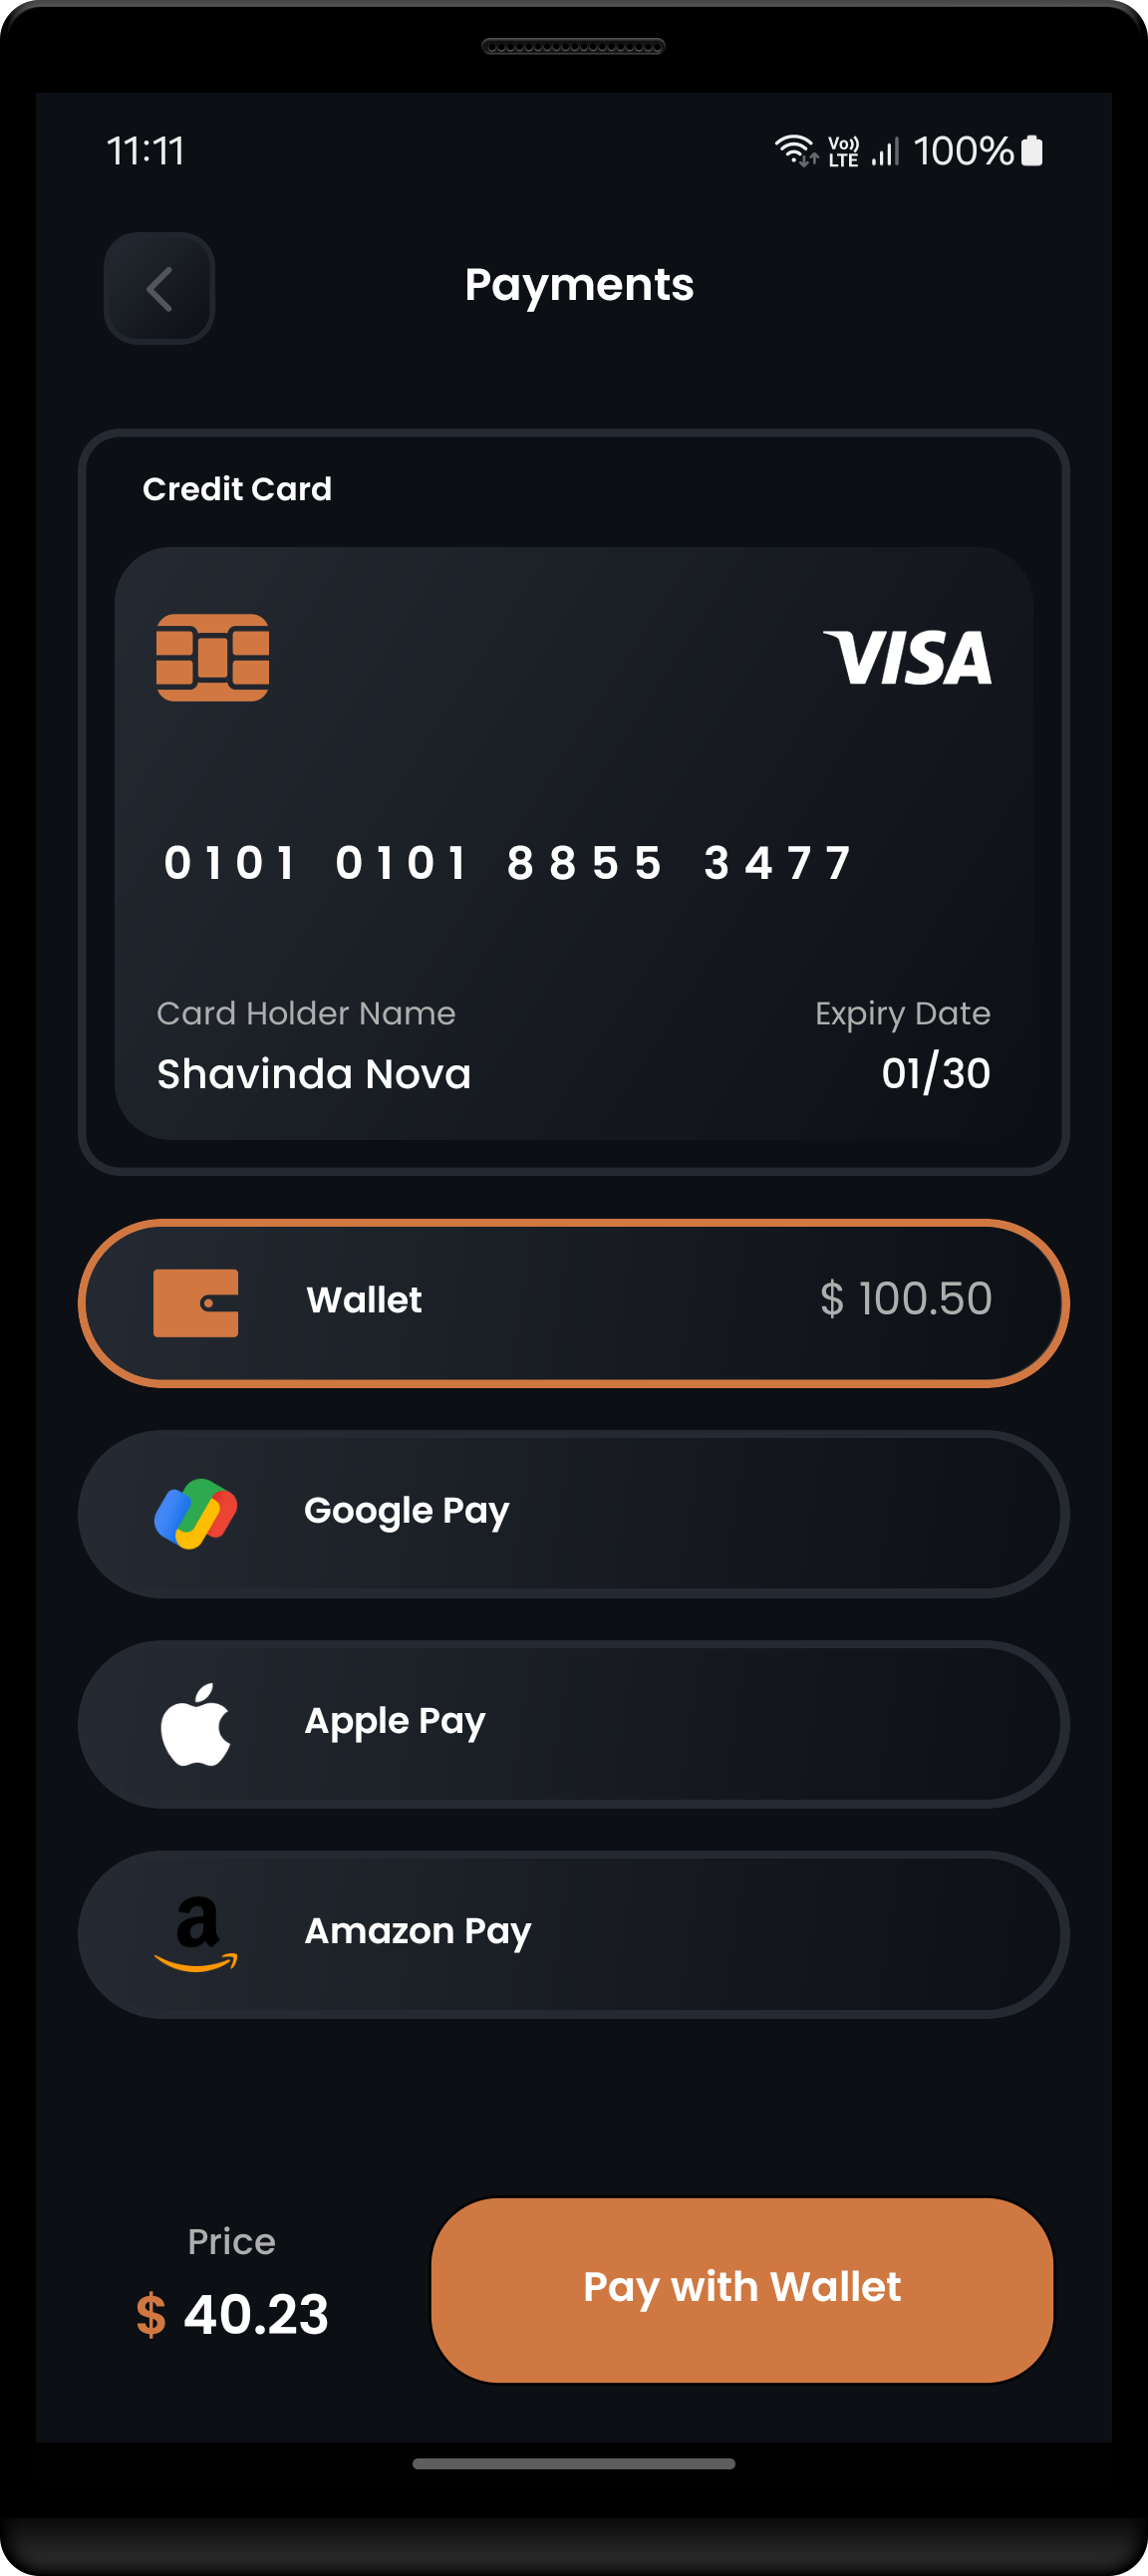 11:11
Vo)) LTE 100%
Payments
Credit Card
VISA
0101 0101 8855 3477
Card Holder Name Expiry Date
Shavinda Nova 01/30
Wallet $ 100.50
Google Pay
Apple Pay
a
Amazon Pay
Price
$ 40.23
Pay with Wallet